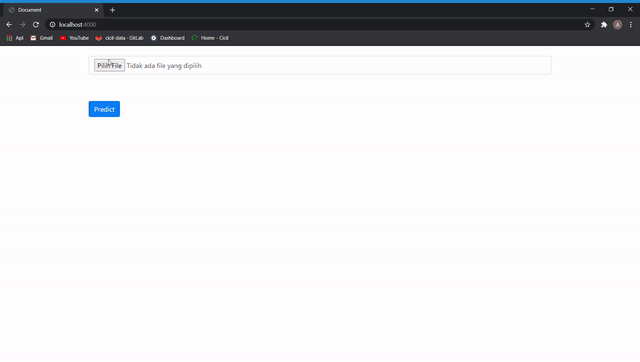 Document
localhost:4000
Apl Gmail YouTube cicil-data - GitLab Dashboard Home - Cicil
A
Pilih File Tidak ada file yang dipilih
Predict